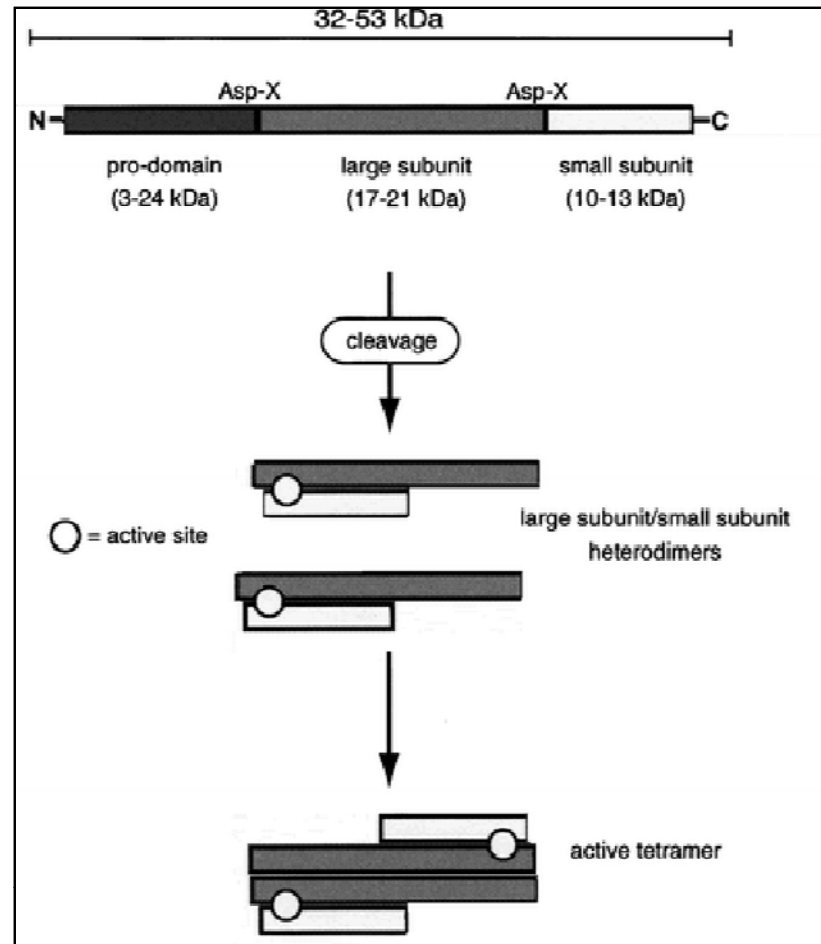 32-53 kDa
Asp-X Asp-X
N C
pro-domain large subunit small subunit
(3-24 kDa) (17-21 kDa) (10-13 kDa)
cleavage
= active site
large subunit/small subunit
heterodimers
active tetramer